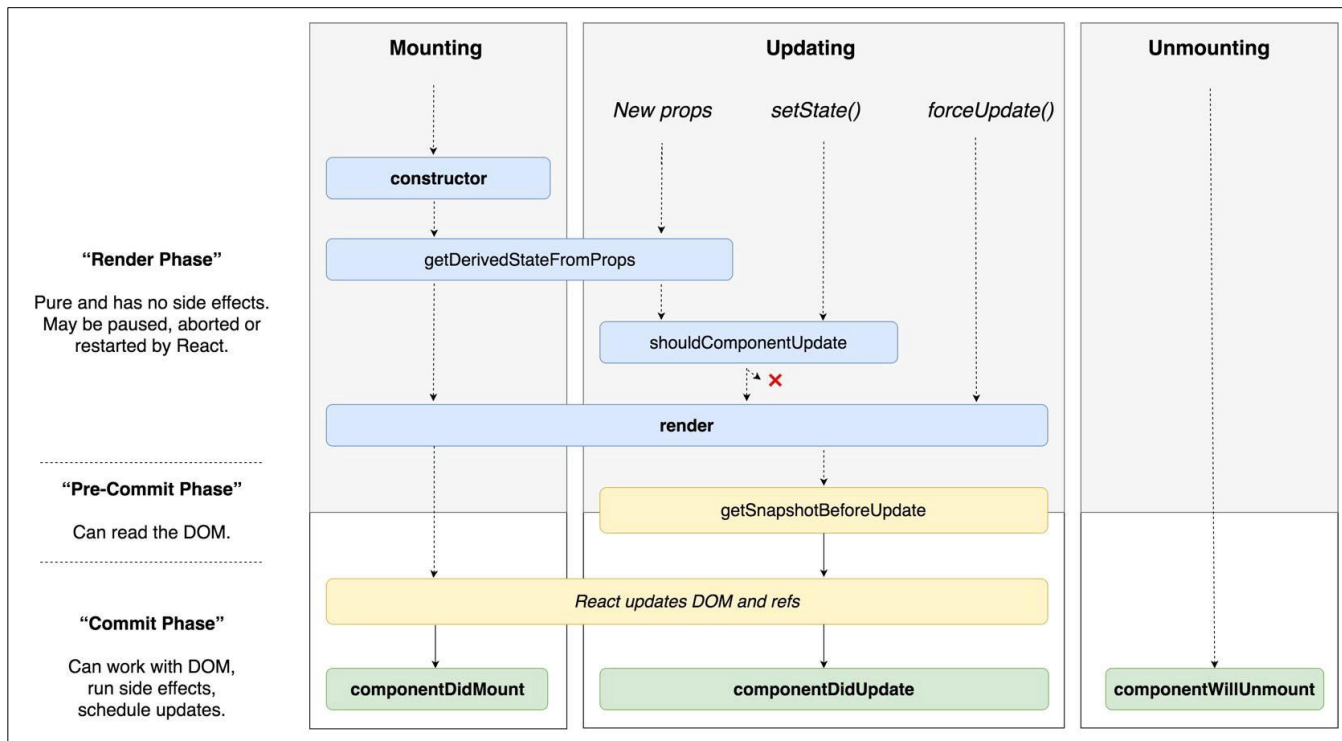 Mounting
Updating
Unmounting
New props
setState()
forceUpdate()
constructor
“Render Phase”
getDerivedStateFromProps
Pure and has no side effects.
May be paused, aborted or
restarted by React.
shouldComponentUpdate
render
“Pre-Commit Phase”
getSnapshotBeforeUpdate
Can read the DOM.
React updates DOM and refs
“Commit Phase”
Can work with DOM,
run side effects,
schedule updates.
componentDidMount
componentDidUpdate
componentWillUnmount